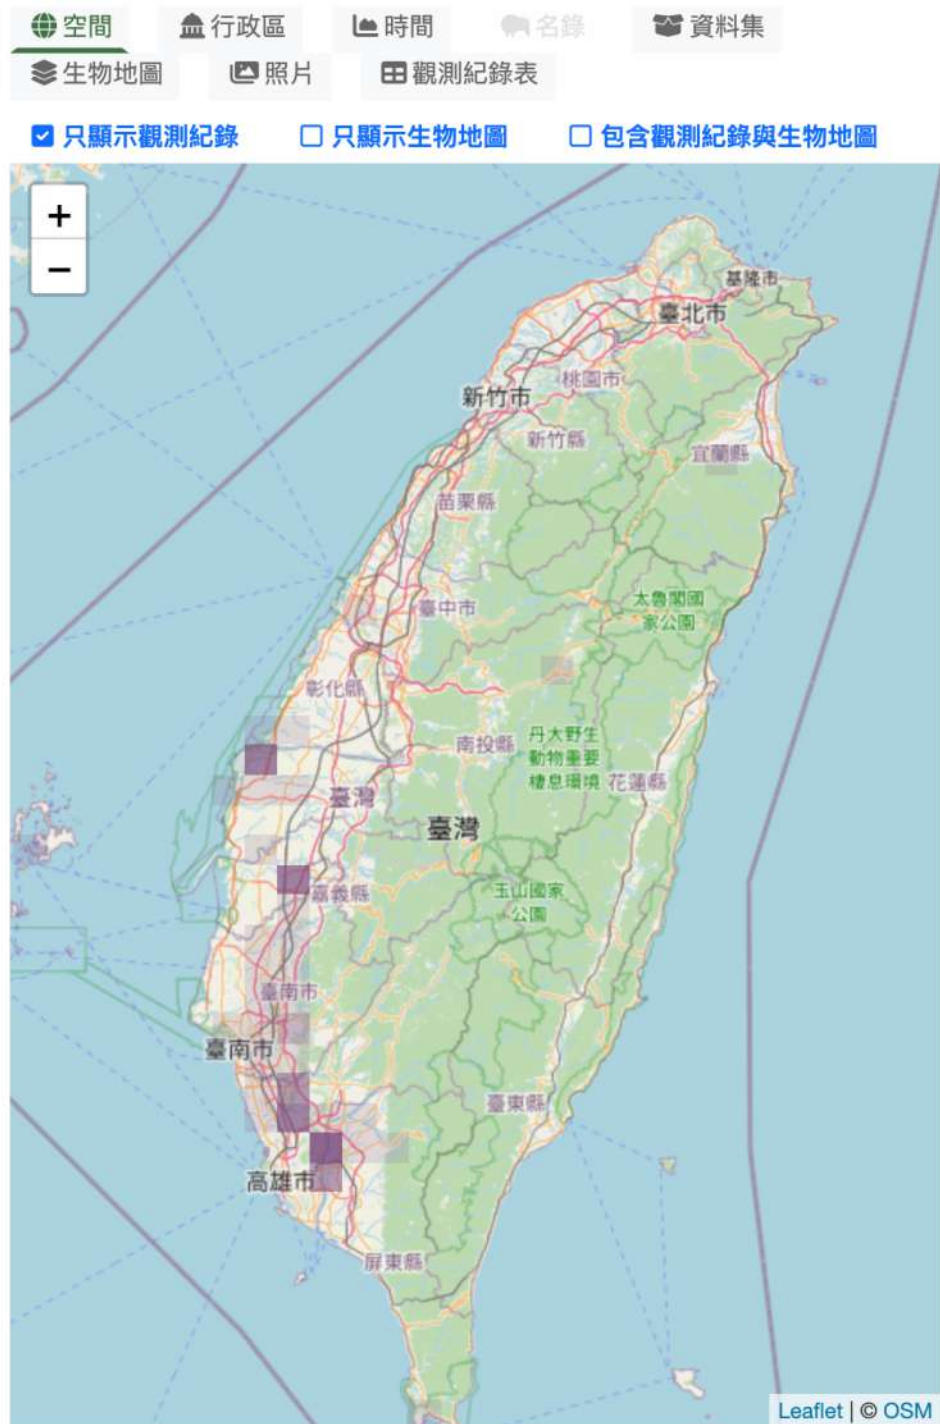 空間 行政區 時間 名錄 資料集
生物地圖 照片 觀測紀錄表
只顯示觀測紀錄 只顯示生物地圖 包含觀測紀錄與生物地圖
+
−
基隆市
臺北市
桃園市
新竹市
新竹縣
宜蘭縣
苗栗縣
太魯閣國
家公園
臺中市
彰化縣
南投縣
丹大野生
動物重要
棲息環境
花蓮縣
臺灣
臺灣
玉山國家
公園
嘉義縣
臺南市
臺南市
臺東縣
高雄市
屏東縣
Leaflet | © OSM